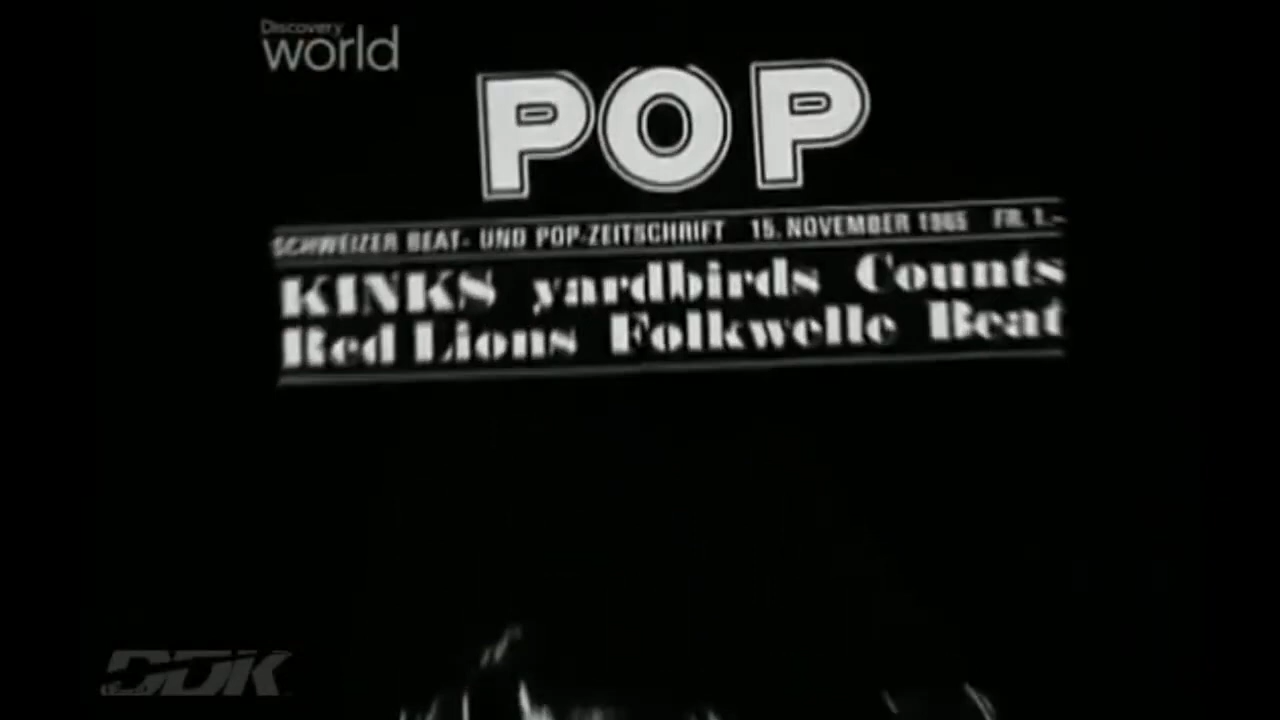 Discovery
world
POP
SCHWEIZER BEAT- UND POP-ZEITSCHRIFT 15. NOVEMBER 1965 FR. 1.-
KINKS yardbirds Counts
Red Lions Folkwelle Beat
DDK